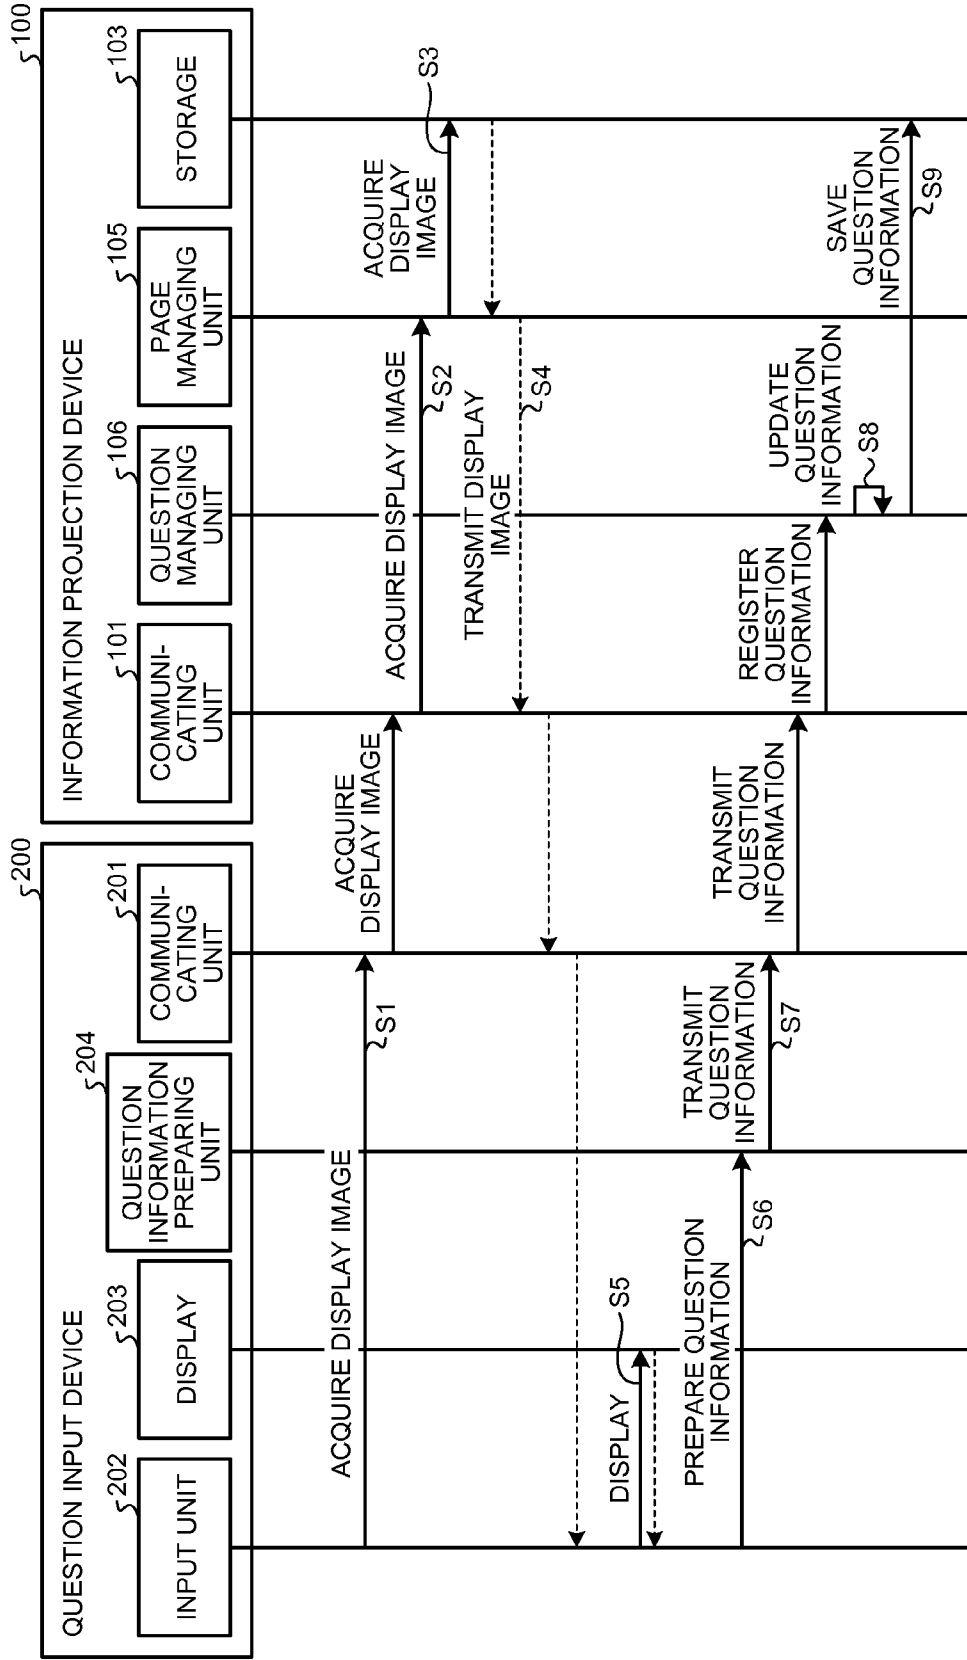 QUESTION INPUT DEVICE
200
INPUT UNIT
202
DISPLAY
203
QUESTION
INFORMATION
PREPARING
UNIT
204
COMMUNI-
CATING
UNIT
201
INFORMATION PROJECTION DEVICE
100
COMMUNI-
CATING
UNIT
101
QUESTION
MANAGING
UNIT
106
PAGE
MANAGING
UNIT
105
STORAGE
103
ACQUIRE DISPLAY IMAGE
S1
ACQUIRE
DISPLAY IMAGE
ACQUIRE DISPLAY IMAGE
S2
ACQUIRE
DISPLAY
IMAGE
S3
TRANSMIT DISPLAY
IMAGE
S4
DISPLAY
S5
PREPARE QUESTION
INFORMATION
S6
TRANSMIT
QUESTION
INFORMATION
S7
TRANSMIT
QUESTION
INFORMATION
REGISTER
QUESTION
INFORMATION
UPDATE
QUESTION
INFORMATION
S8
SAVE
QUESTION
INFORMATION
S9